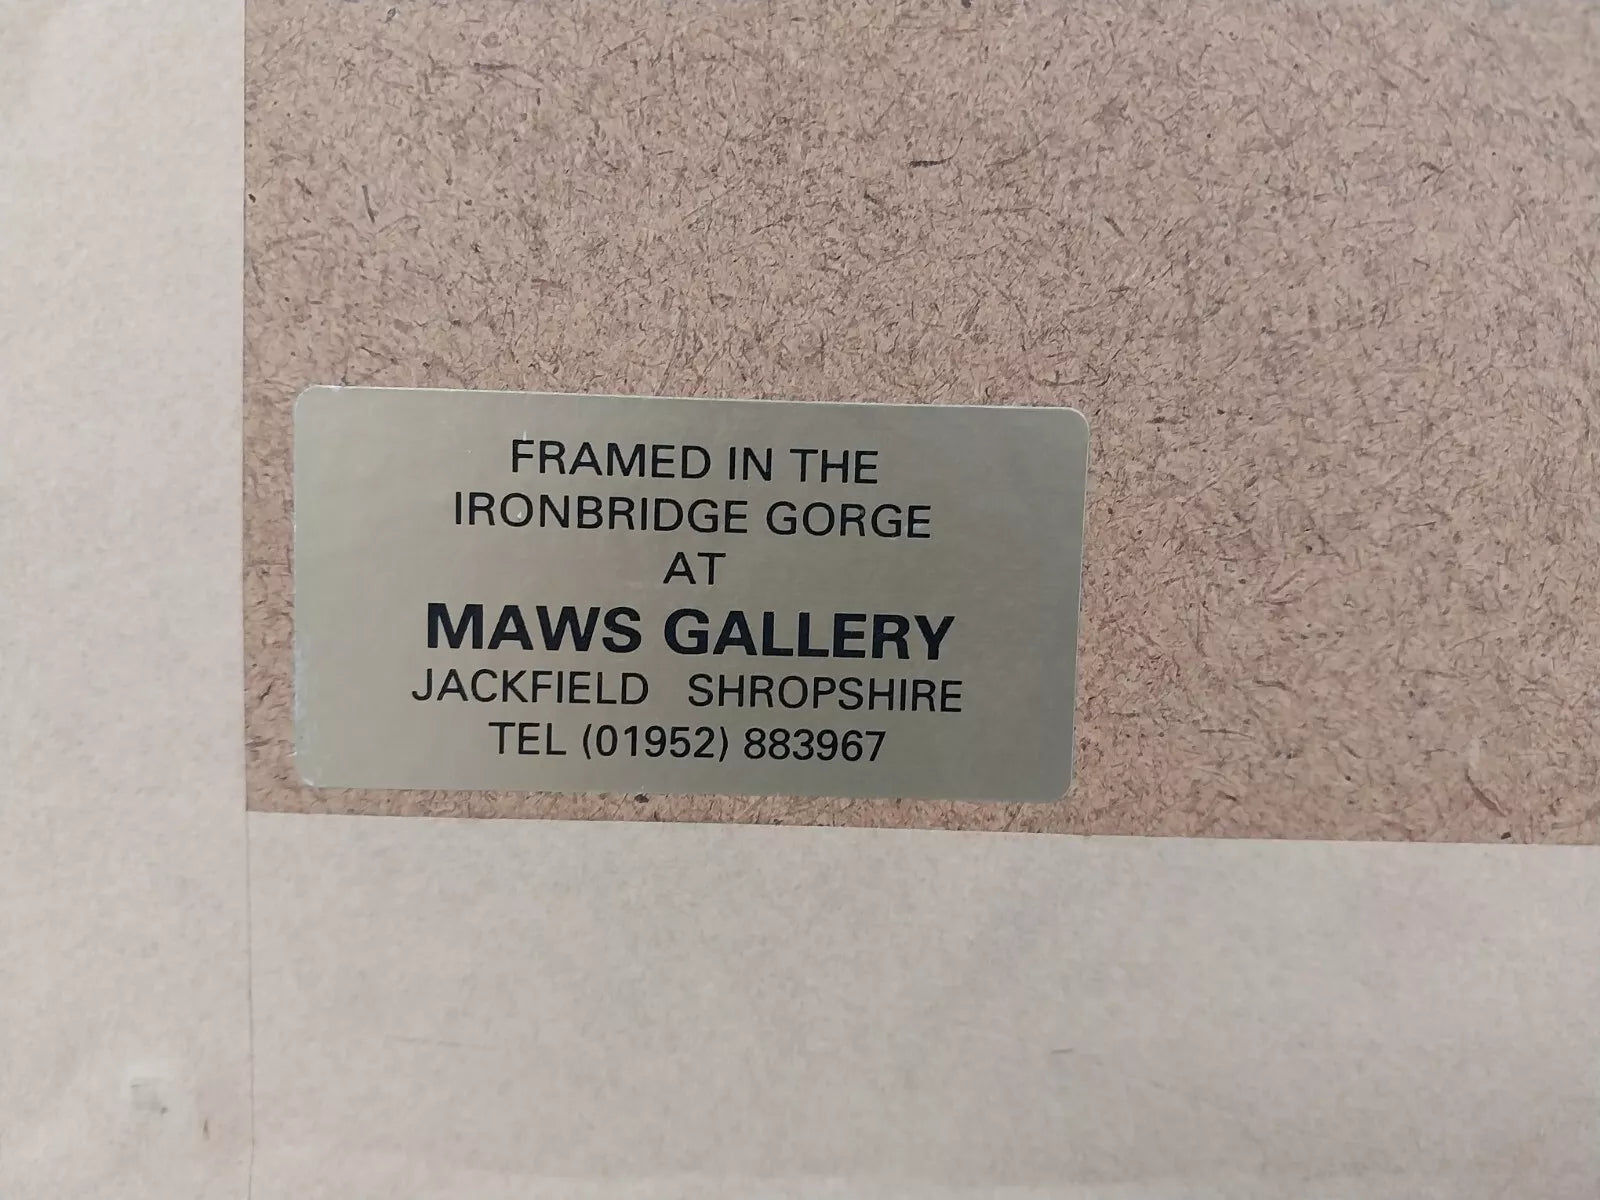 FRAMED IN THE
IRONBRIDGE GORGE
AT
MAWS GALLERY
JACKFIELD SHROPSHIRE
TEL (01952) 883967